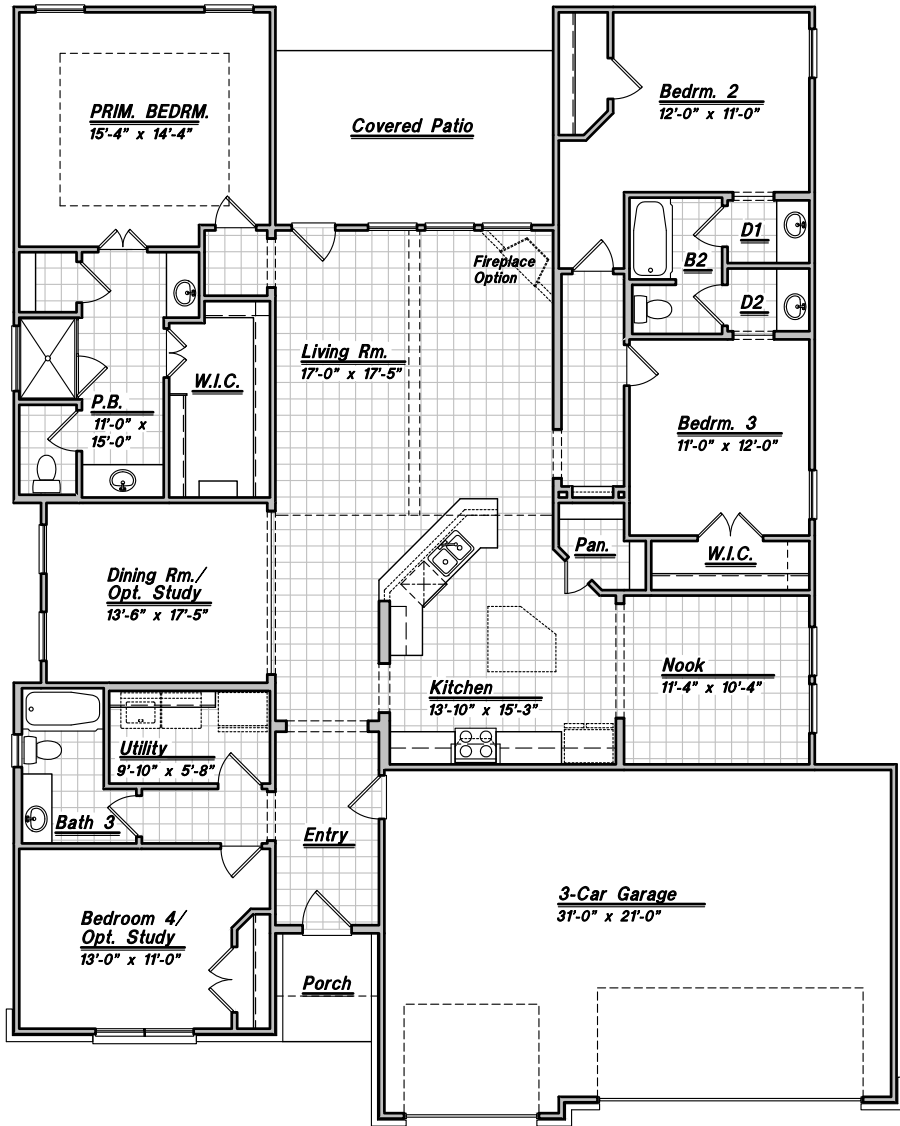 PRIM. BEDRM.
15'-4" x 14'-4"
Covered Patio
Bedrm. 2
12'-0" x 11'-0"
D1
B2
D2
Fireplace
Option
Living Rm.
17'-0" x 17'-5"
W.I.C.
P.B.
11'-0" x
15'-0"
Bedrm. 3
11'-0" x 12'-0"
Pan.
W.I.C.
Dining Rm./
Opt. Study
13'-6" x 17'-5"
Kitchen
13'-10" x 15'-3"
Nook
11'-4" x 10'-4"
Utility
9'-10" x 5'-8"
Bath 3
Entry
3-Car Garage
31'-0" x 21'-0"
Bedroom 4/
Opt. Study
13'-0" x 11'-0"
Porch